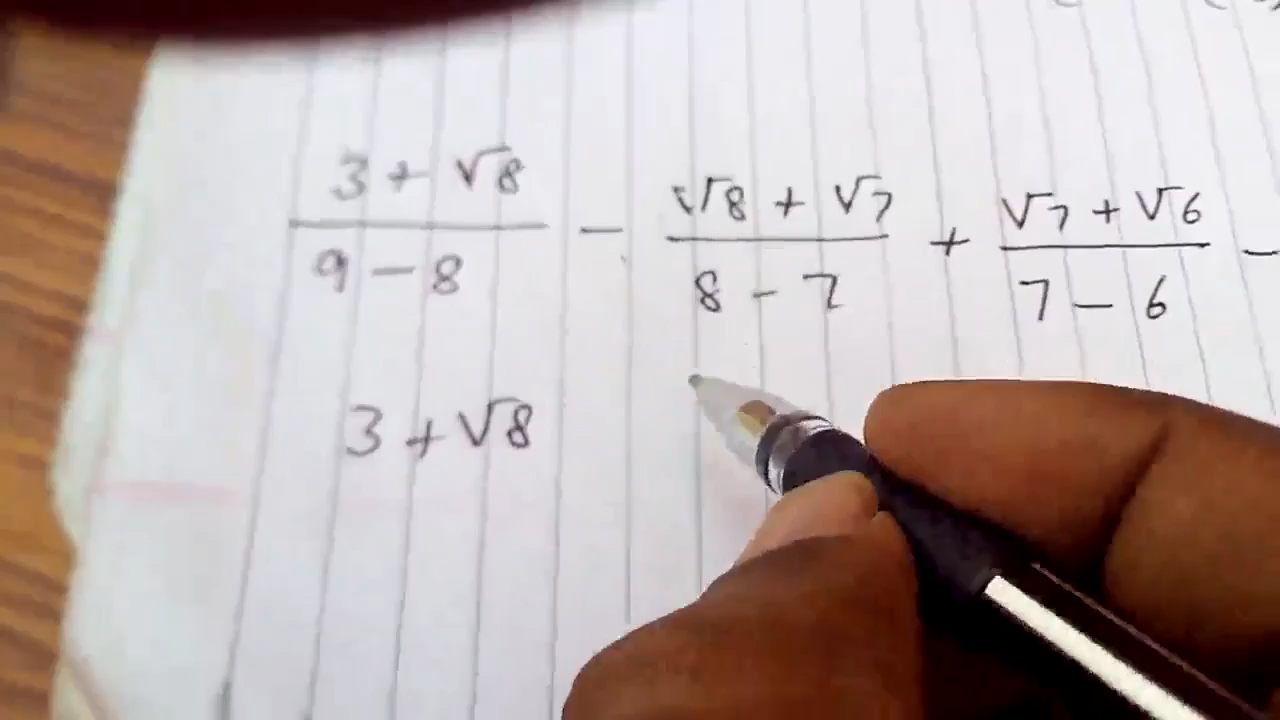 3 + √8 √8 + √7 √7 + √6
— + —
9 - 8 8 - 7 7 - 6
3 + √8